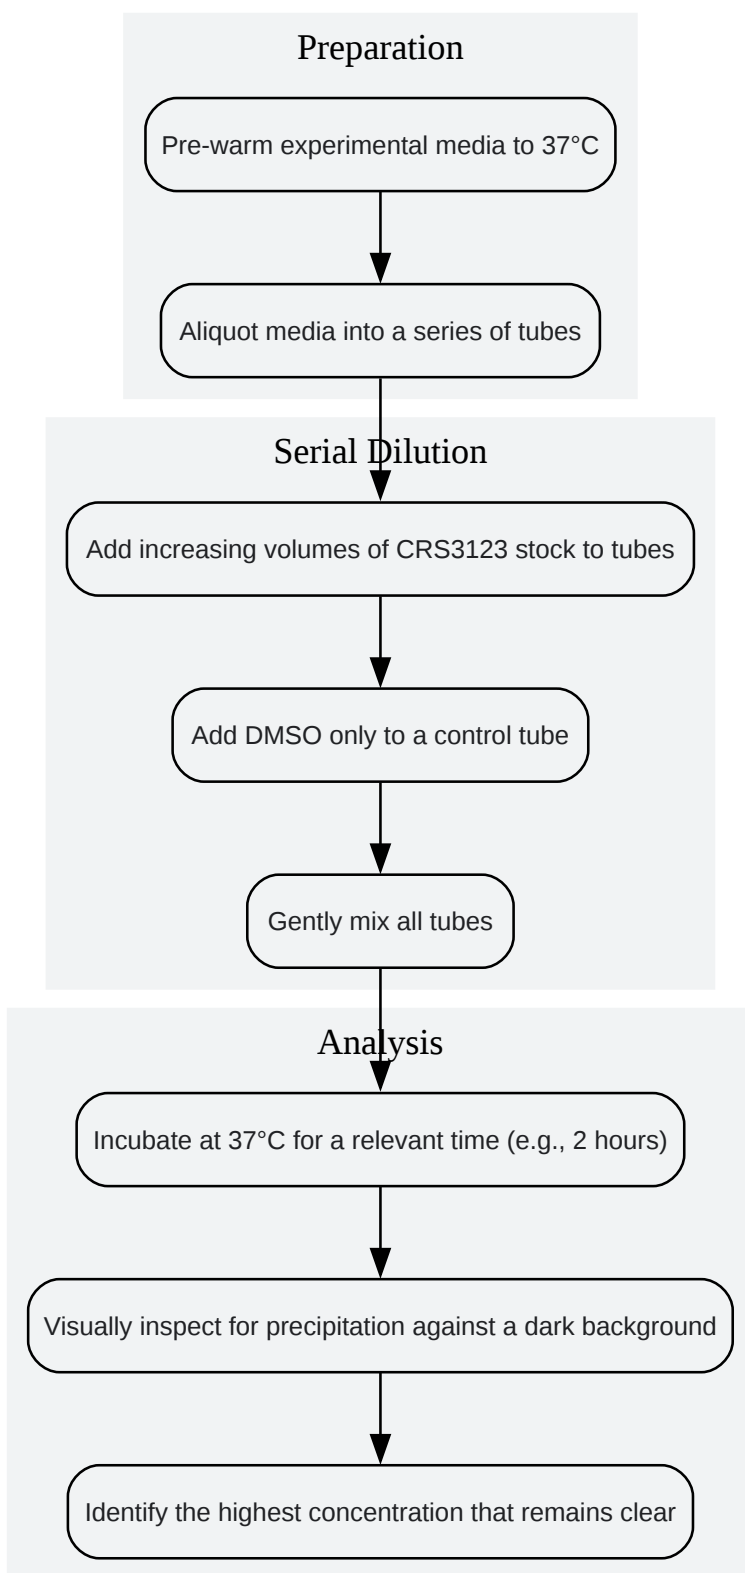 Preparation
Pre-warm experimental media to 37°C
Aliquot media into a series of tubes
Serial Dilution
Add increasing volumes of CRS3123 stock to tubes
Add DMSO only to a control tube
Gently mix all tubes
Analysis
Incubate at 37°C for a relevant time (e.g., 2 hours)
Visually inspect for precipitation against a dark background
Identify the highest concentration that remains clear